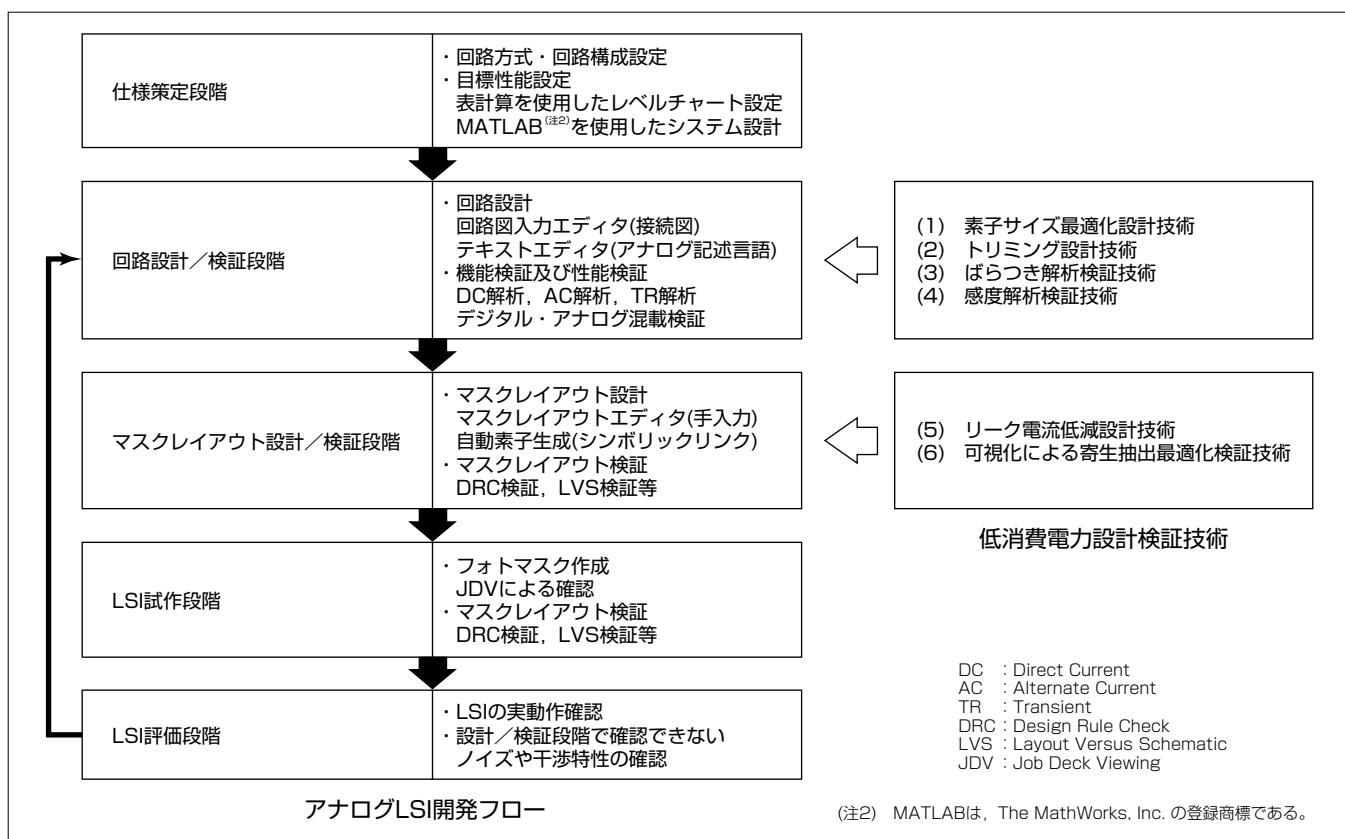 仕様策定段階
・回路方式・回路構成設定
・目標性能設定
表計算を使用したレベルチャート設定
MATLAB(注2)を使用したシステム設計
回路設計／検証段階
・回路設計
回路図入力エディタ(接続図)
テキストエディタ(アナログ記述言語)
・機能検証及び性能検証
DC解析，AC解析，TR解析
デジタル・アナログ混載検証
(1) 素子サイズ最適化設計技術
(2) トリミング設計技術
(3) ばらつき解析検証技術
(4) 感度解析検証技術
マスクレイアウト設計／検証段階
・マスクレイアウト設計
マスクレイアウトエディタ(手入力)
自動素子生成(シンボリックリンク)
・マスクレイアウト検証
DRC検証，LVS検証等
(5) リーク電流低減設計技術
(6) 可視化による寄生抽出最適化検証技術
低消費電力設計検証技術
LSI試作段階
・フォトマスク作成
JDVによる確認
・マスクレイアウト検証
DRC検証，LVS検証等
LSI評価段階
・LSIの実動作確認
・設計／検証段階で確認できない
ノイズや干渉特性の確認
アナログLSI開発フロー
DC : Direct Current
AC : Alternate Current
TR : Transient
DRC : Design Rule Check
LVS : Layout Versus Schematic
JDV : Job Deck Viewing
(注2) MATLABは，The MathWorks, Inc. の登録商標である。